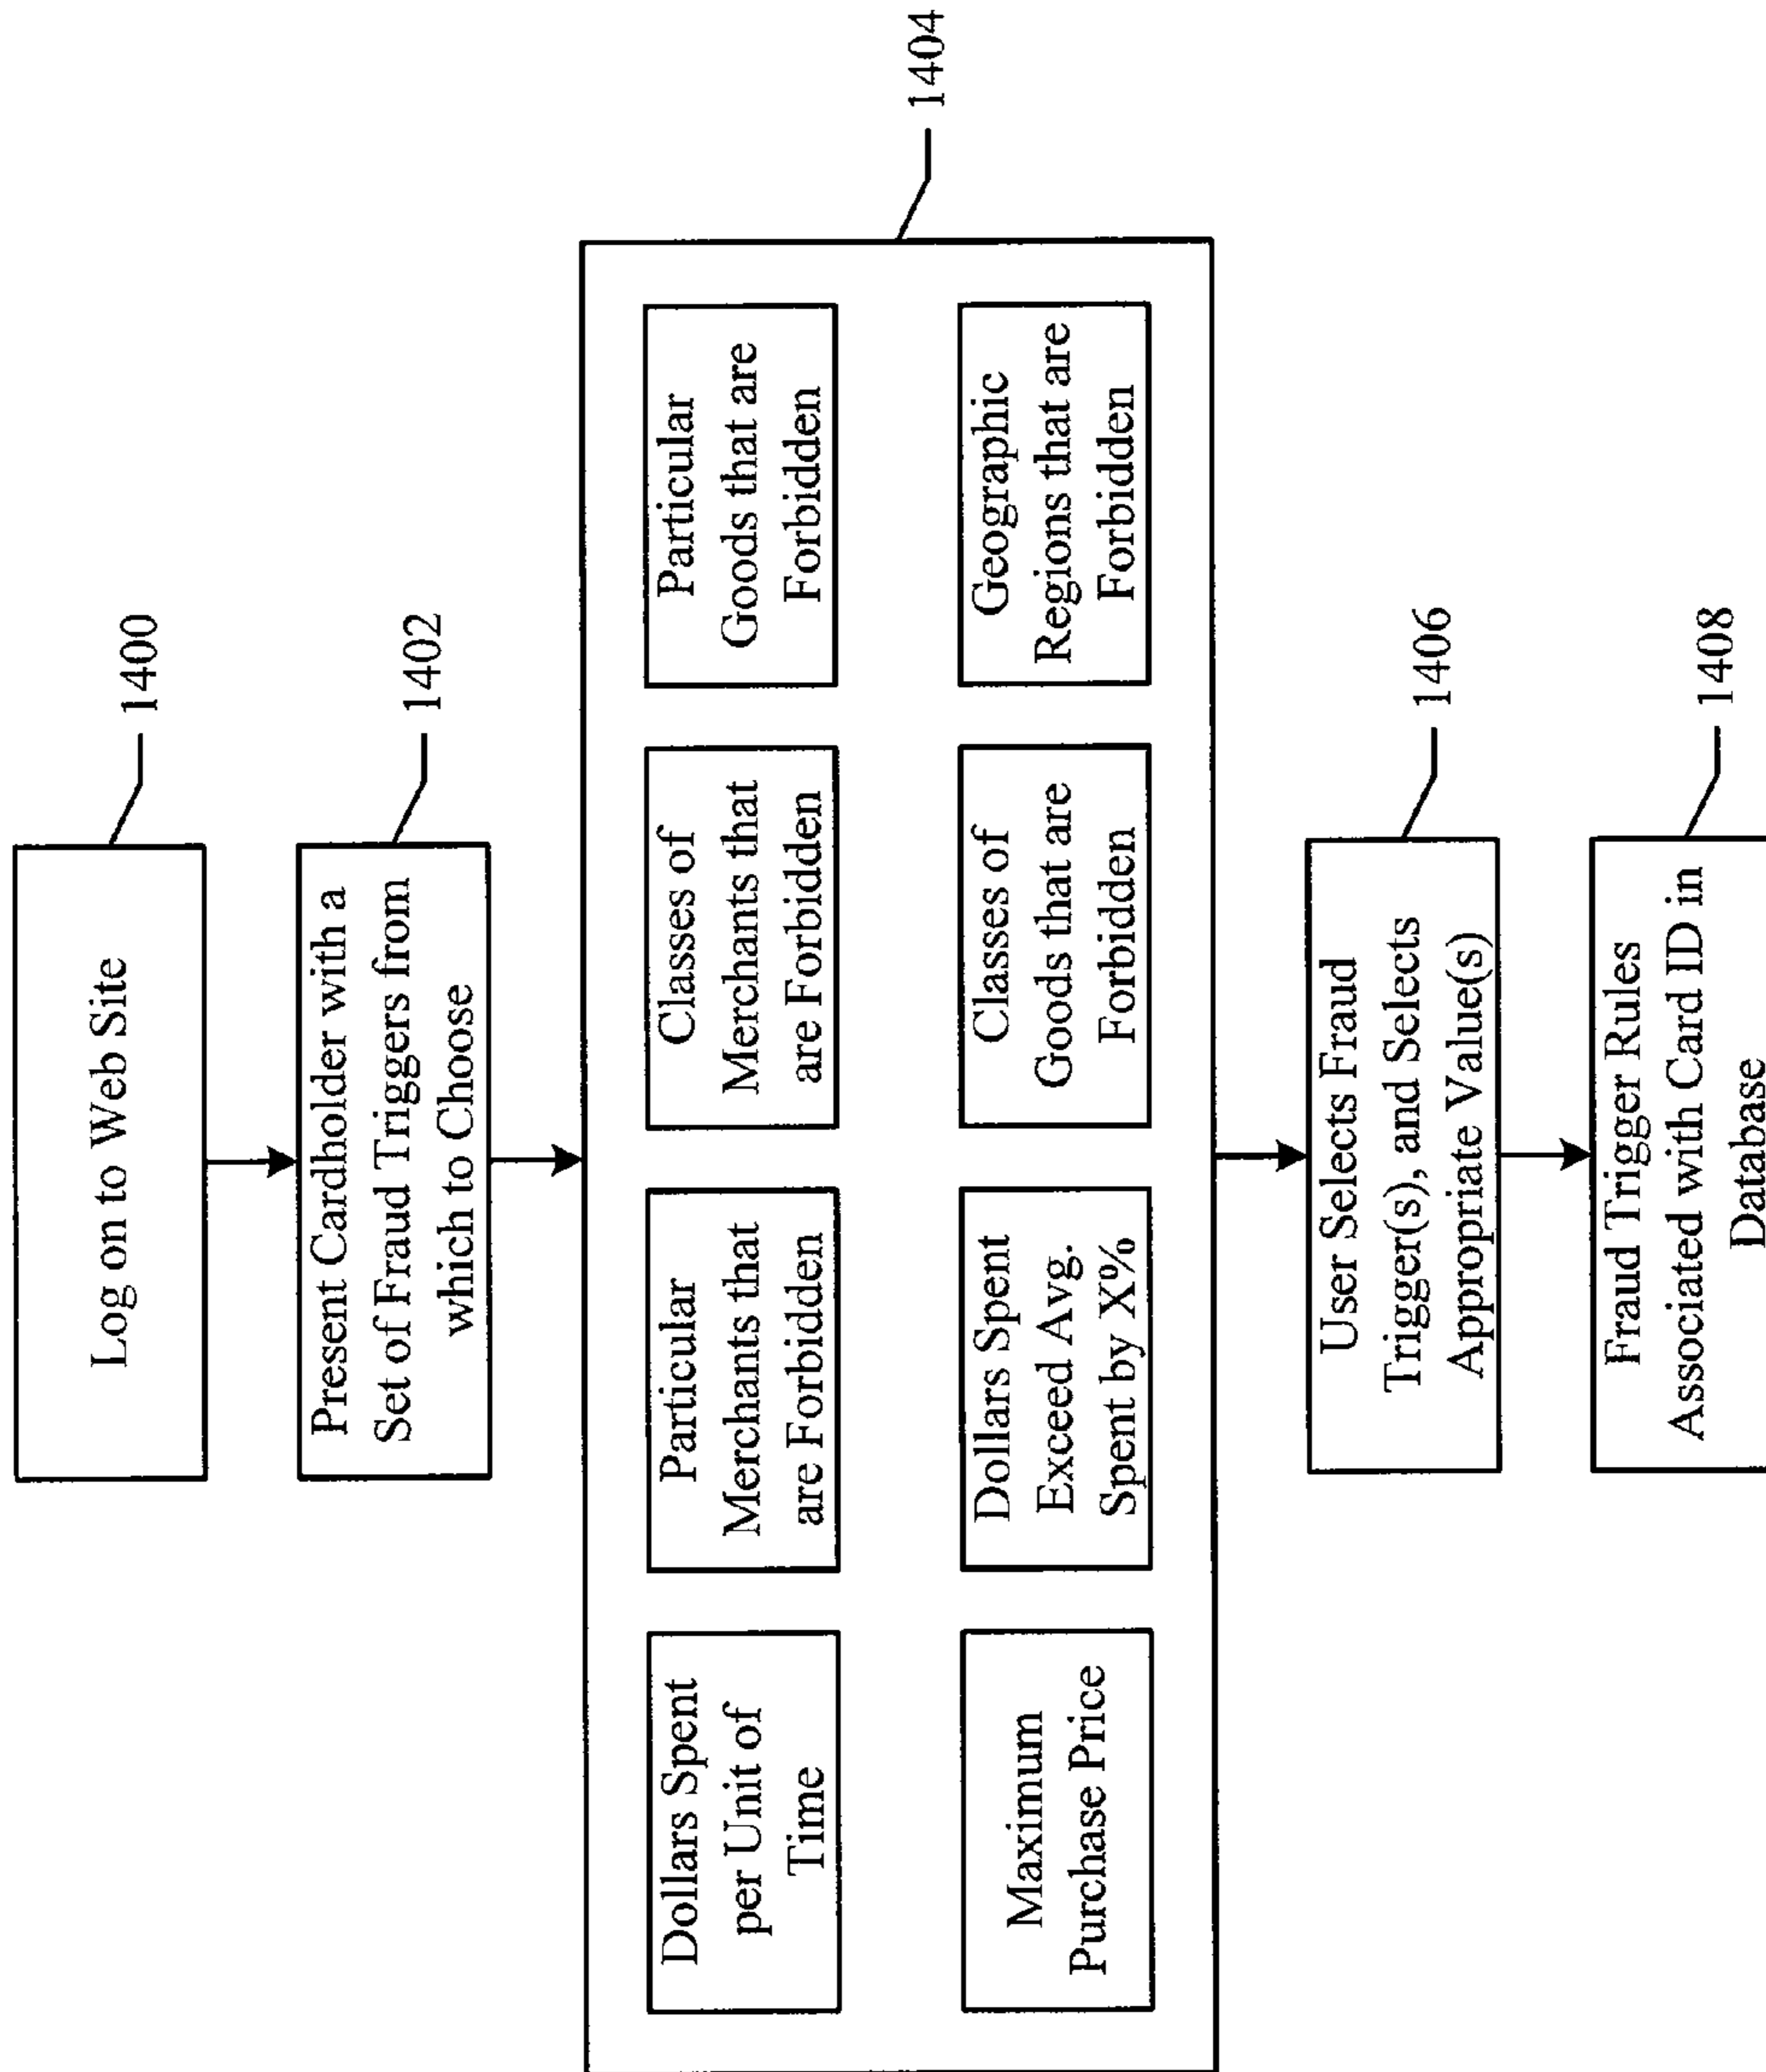 Log on to Web Site
1400
Present Cardholder with a
Set of Fraud Triggers from
which to Choose
1402
1404
Dollars Spent
per Unit of
Time
Particular
Merchants that
are Forbidden
Classes of
Merchants that
are Forbidden
Particular
Goods that are
Forbidden
Maximum
Purchase Price
Dollars Spent
Exceed Avg.
Spent by X%
Classes of
Goods that are
Forbidden
Geographic
Regions that are
Forbidden
User Selects Fraud
Trigger(s), and Selects
Appropriate Value(s)
1406
Fraud Trigger Rules
Associated with Card ID in
Database
1408